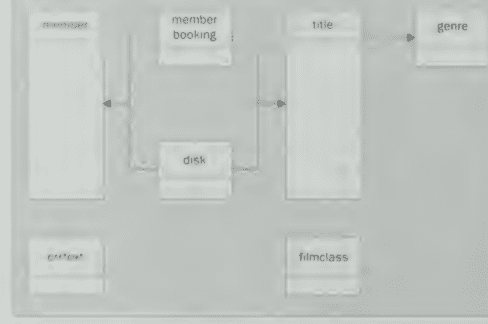 member
booking
title
genre
disk
filmclass